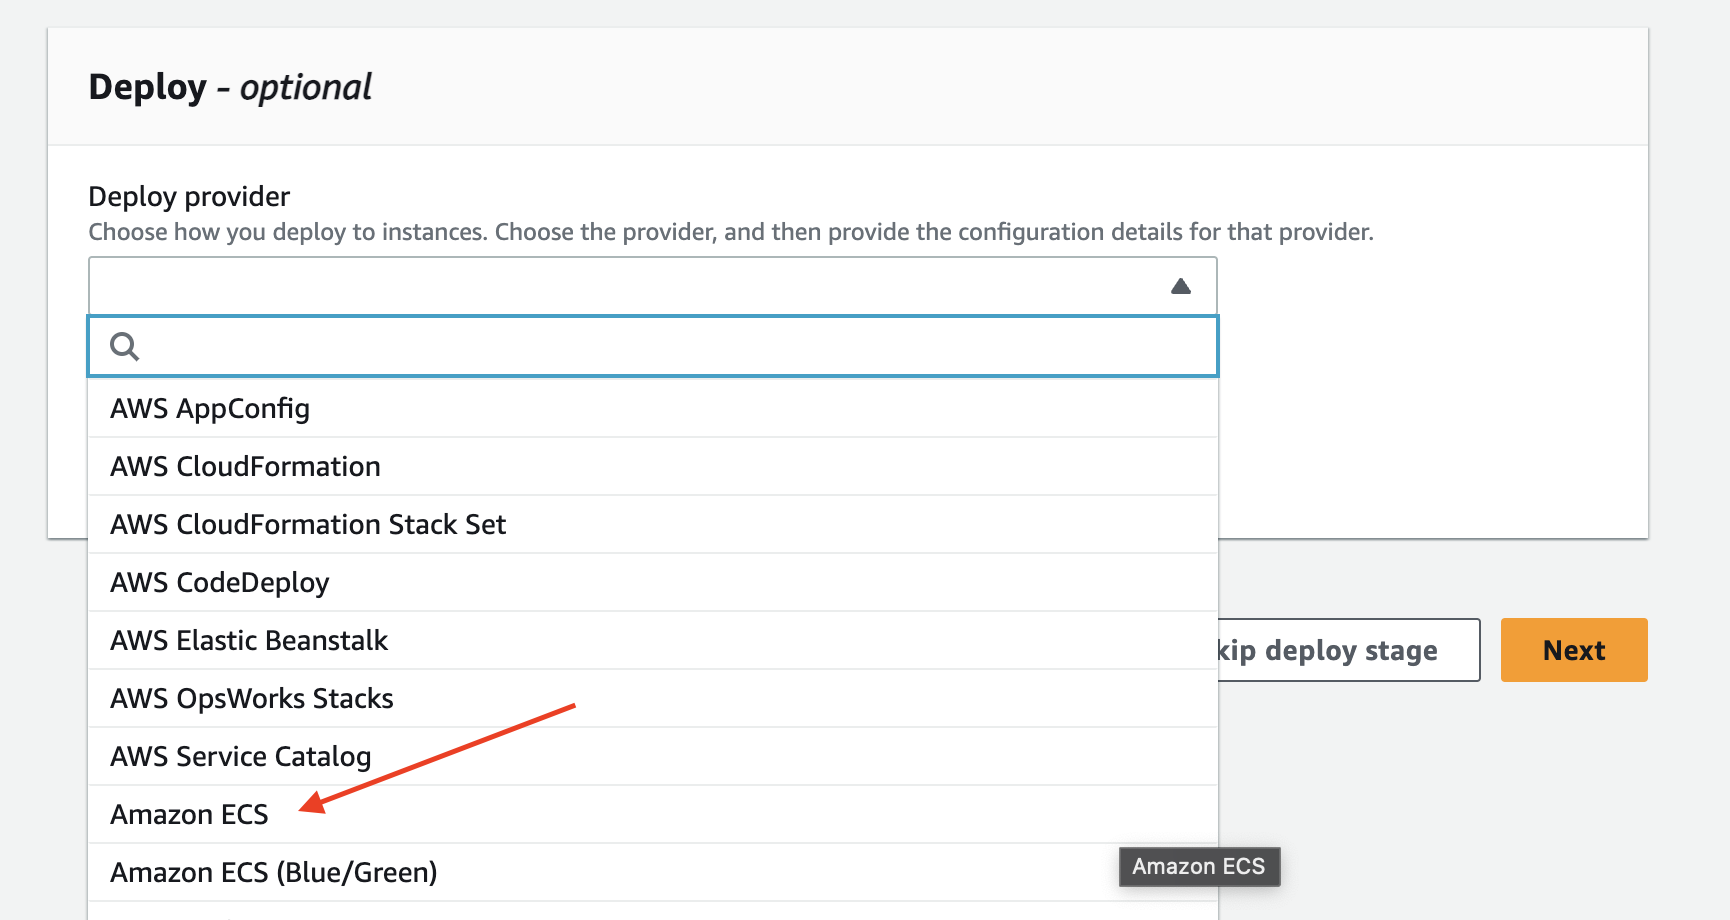 Deploy - optional
Deploy provider
Choose how you deploy to instances. Choose the provider, and then provide the configuration details for that provider.
AWS AppConfig
AWS CloudFormation
AWS CloudFormation Stack Set
AWS CodeDeploy
AWS Elastic Beanstalk
kip deploy stage
Next
AWS OpsWorks Stacks
AWS Service Catalog
Amazon ECS
Amazon ECS (Blue/Green)
Amazon ECS